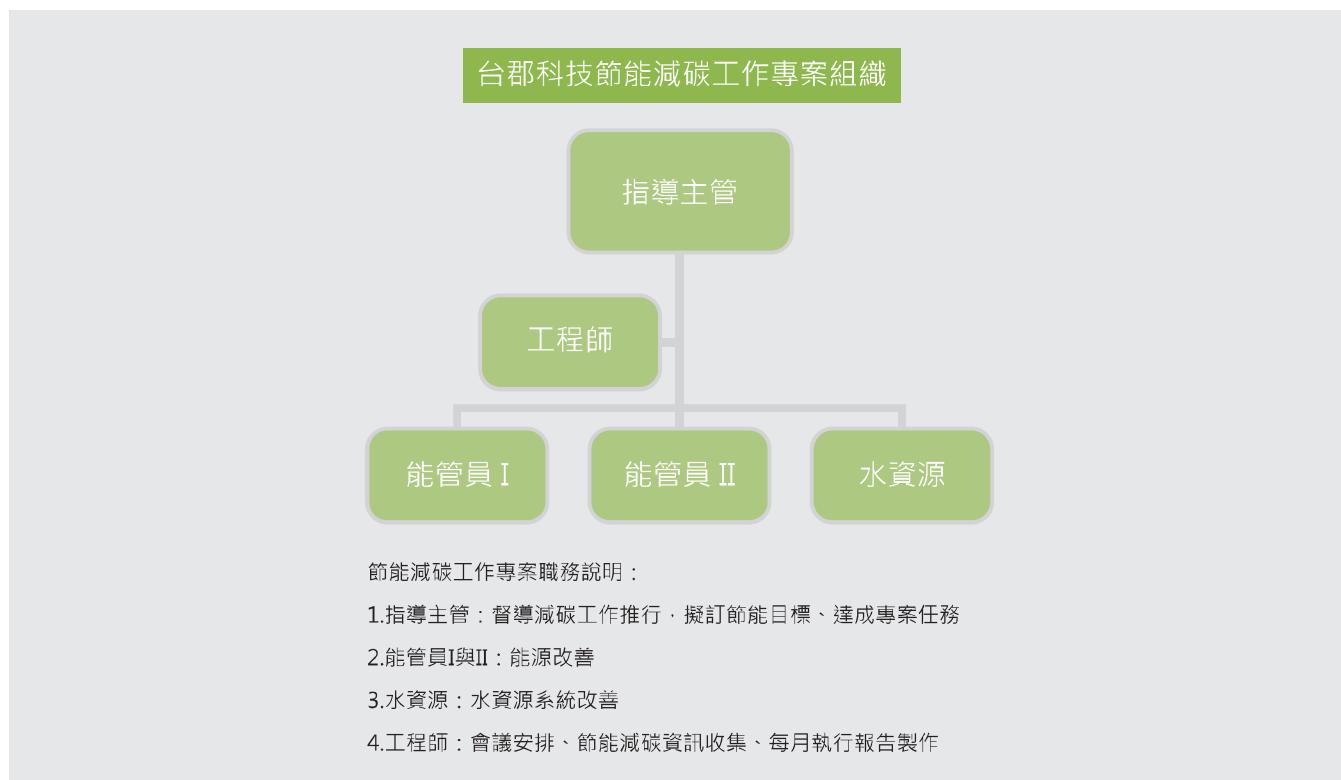 台郡科技節能減碳工作專案組織
指導主管
工程師
能管員 I
能管員 II
水資源
節能減碳工作專案職務說明：
1.指導主管：督導減碳工作推行，擬訂節能目標、達成專案任務
2.能管員I與II：能源改善
3.水資源：水資源系統改善
4.工程師：會議安排、節能減碳資訊收集、每月執行報告製作